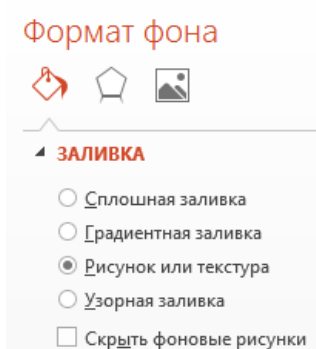 Формат фона
ЗАЛИВКА
Сплошная заливка
Градиентная заливка
Рисунок или текстура
Узорная заливка
Скрыть фоновые рисунки